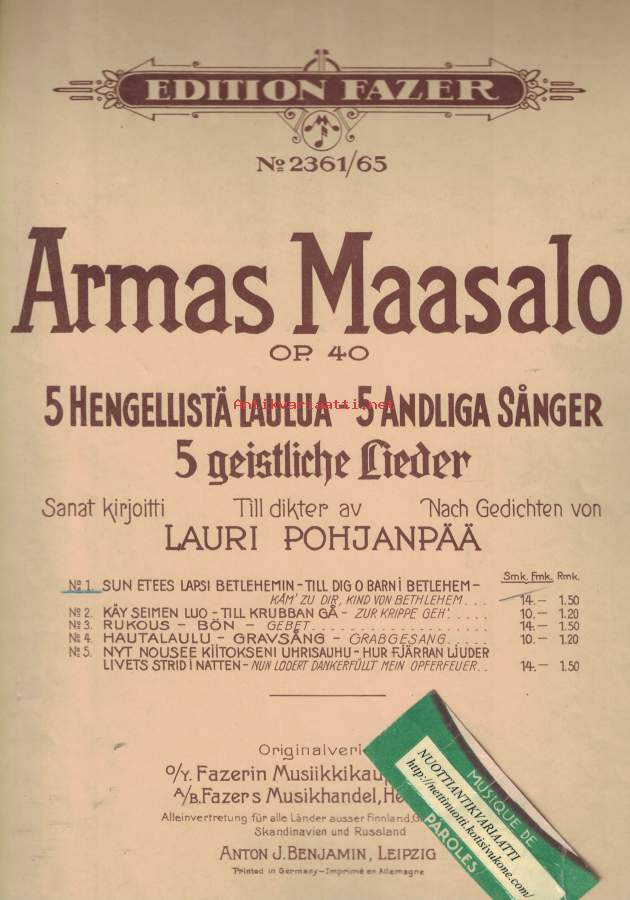 EDITION FAZER
№ 2361/65
Armas Maasalo
OP. 40
5 HENGELLISTÄ LAULUA - 5 ANDLIGA SÅNGER
Antikvariaatti.net
5 geistliche Lieder
Sanat kirjoitti Till dikter av Nach Gedichten von
LAURI POHJANPÄÄ
Smk. Fmk. Rmk.
№ 1. SUN ETEES LAPSI BETLEHEMIN - TILL DIG O BARN I BETLEHEM -
KÄM' ZU DIR, KIND VON BETHLEHEM . . . 14.— 1.50
№ 2. KÄY SEIMEN LUO - TILL KRUBBAN GÅ - ZUR KRIPPE GEH' . . . . 10.— 1.20
№ 3. RUKOUS - BÖN - GEBET . . . . . . . . . . 14.— 1.50
№ 4. HAUTALAULU - GRAVSÅNG - GRABGESANG . . . . . 10.— 1.20
№ 5. NYT NOUSEE KIITOKSENI UHRISAUHU - HUR FJÄRRAN LJUDER
LIVETS STRID I NATTEN - NUN LODERT DANKERFÜLLT MEIN OPFERFEUER . . . 14.— 1.50
Originalverl
O/Y. Fazerin Musiikkikau
A/B. Fazers Musikhandel, He
Alleinvertretung für alle Länder ausser Finnland,
Skandinavien und Russland
ANTON J. BENJAMIN, LEIPZIG
Printed in Germany - Imprimé en Allemagne
MUSIQUE DE
NUOTTIANTIKVARIAATTI
http://nettinuotti.kotisivukone.com/
PAROLES